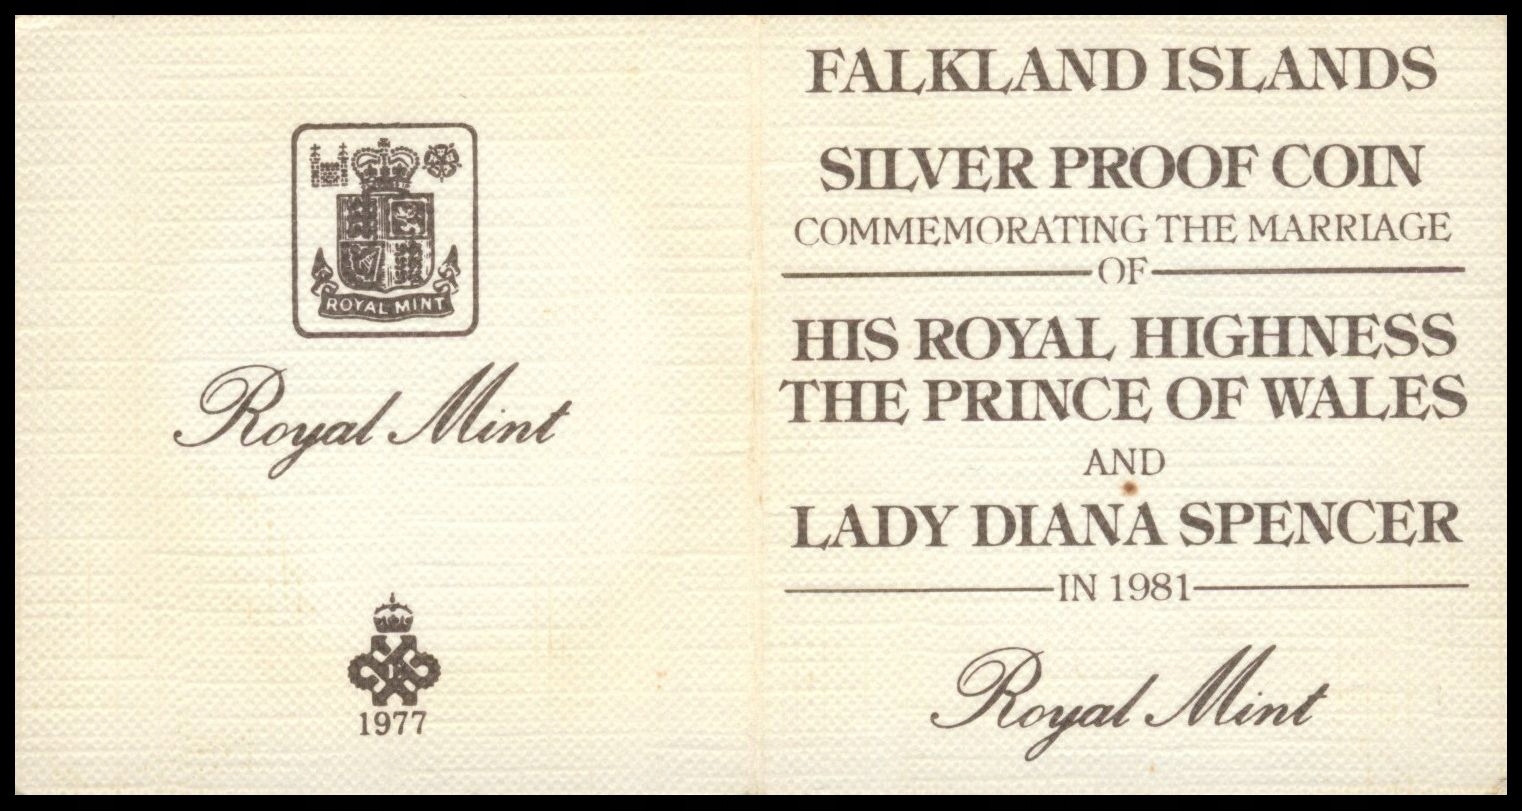 ROYAL MINT
Royal Mint
1977
FALKLAND ISLANDS
SILVER PROOF COIN
COMMEMORATING THE MARRIAGE
OF
HIS ROYAL HIGHNESS
THE PRINCE OF WALES
AND
LADY DIANA SPENCER
IN 1981
Royal Mint